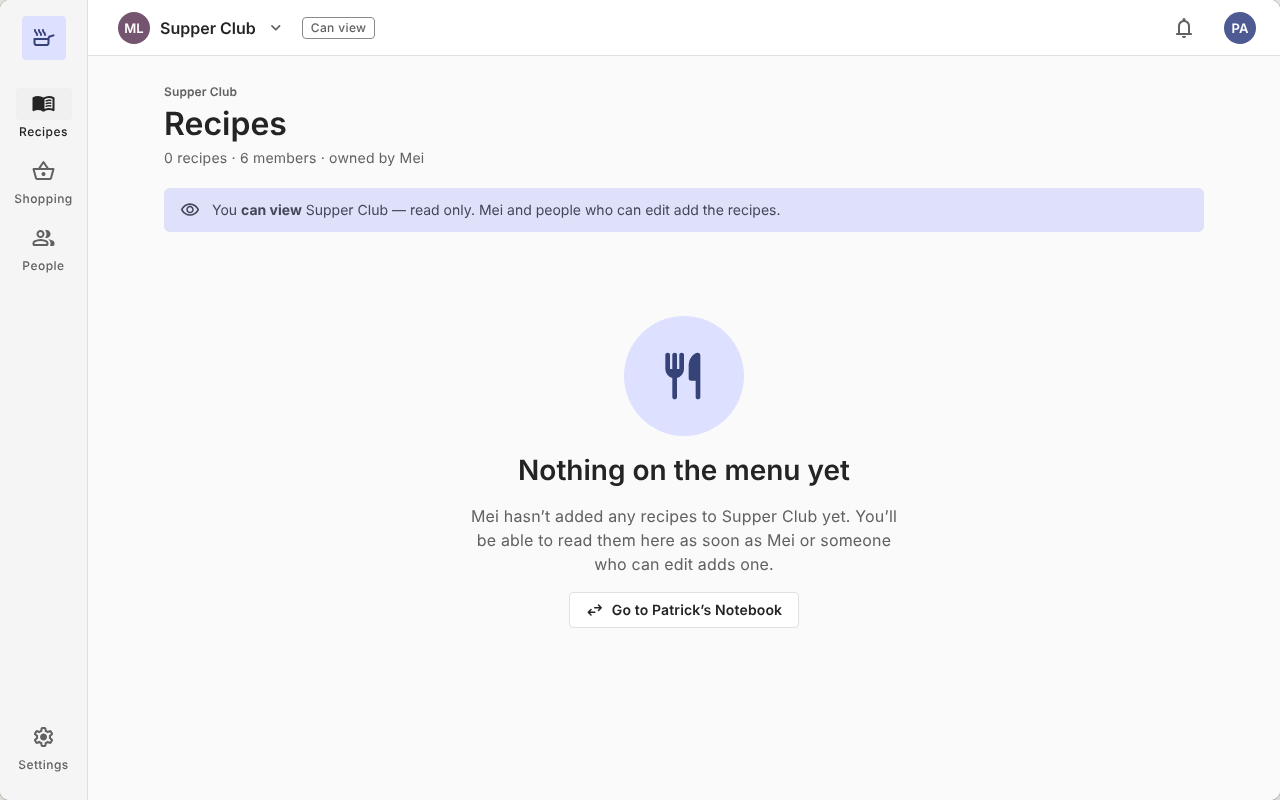 ML Supper Club Can view PA
Recipes
Shopping
People
Settings
Supper Club
Recipes
0 recipes · 6 members · owned by Mei
You can view Supper Club — read only. Mei and people who can edit add the recipes.
Nothing on the menu yet
Mei hasn’t added any recipes to Supper Club yet. You’ll
be able to read them here as soon as Mei or someone
who can edit adds one.
Go to Patrick’s Notebook